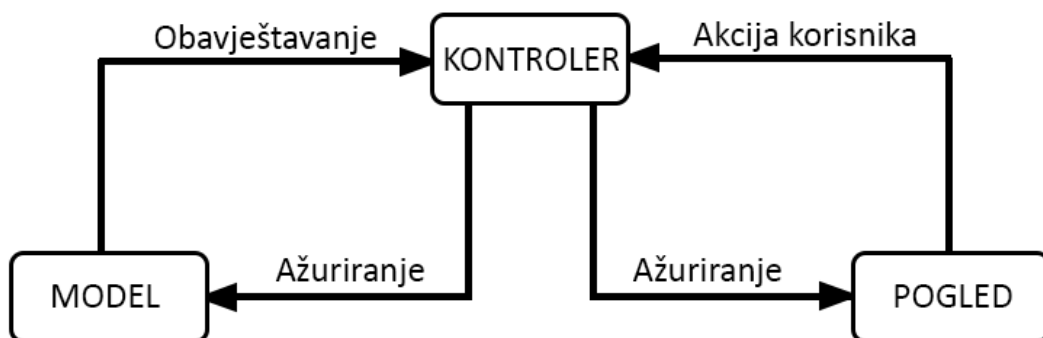 Obavještavanje
KONTROLER
Akcija korisnika
Ažuriranje
Ažuriranje
MODEL
POGLED